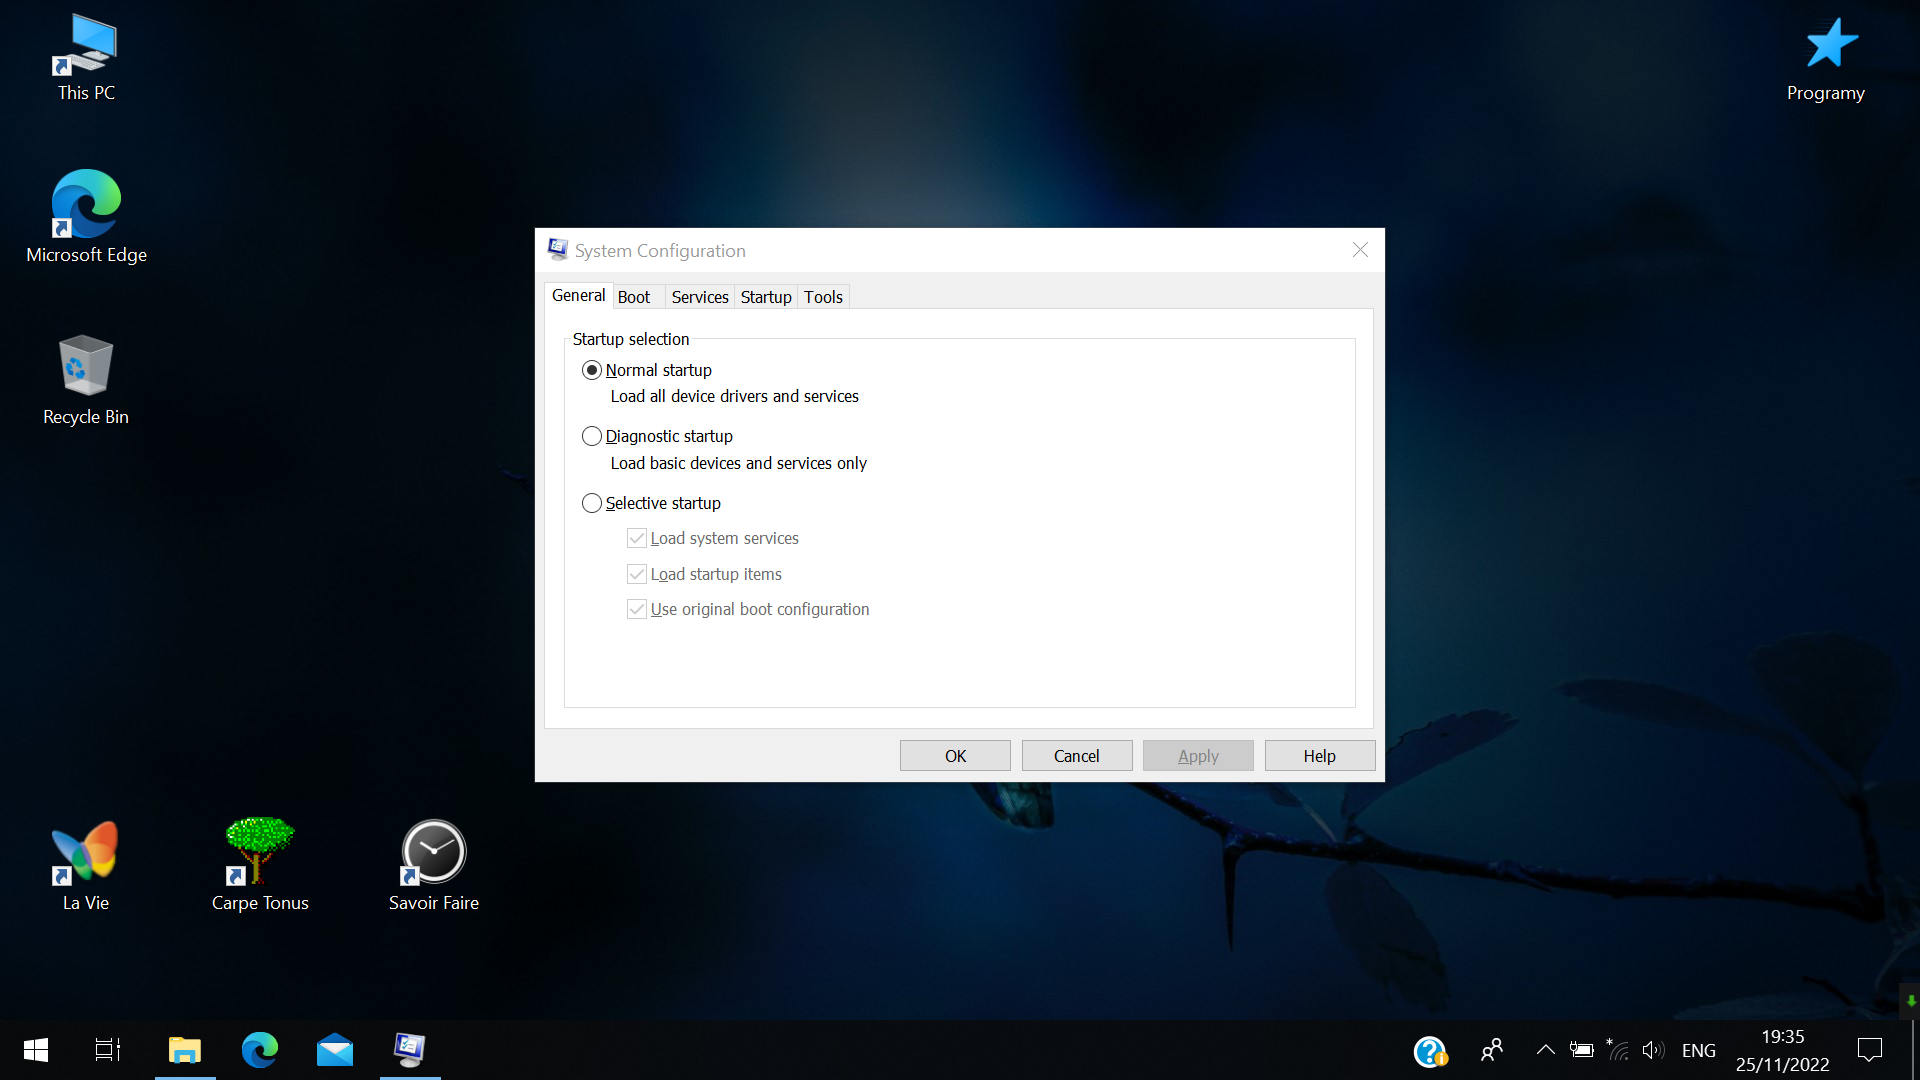 This PC
Programy
Microsoft Edge
Recycle Bin
System Configuration
General Boot Services Startup Tools
Startup selection
Normal startup
Load all device drivers and services
Diagnostic startup
Load basic devices and services only
Selective startup
Load system services
Load startup items
Use original boot configuration
OK Cancel Apply Help
La Vie
Carpe Tonus
Savoir Faire
ENG
19:35
25/11/2022